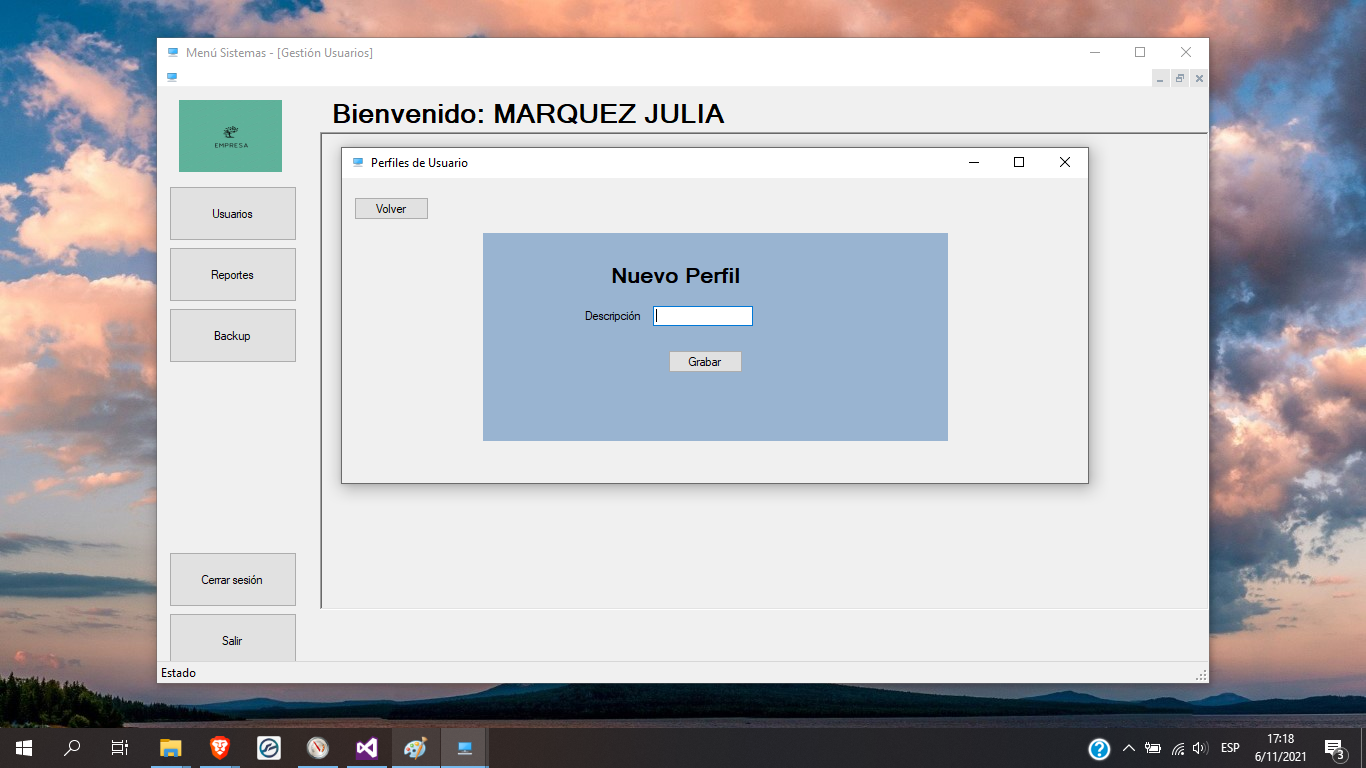 Menú Sistemas - [Gestión Usuarios]
EMPRESA
Bienvenido: MARQUEZ JULIA
Usuarios
Reportes
Backup
Cerrar sesión
Salir
Perfiles de Usuario
Volver
Nuevo Perfil
Descripción
Grabar
Estado
ESP
17:18
6/11/2021
3